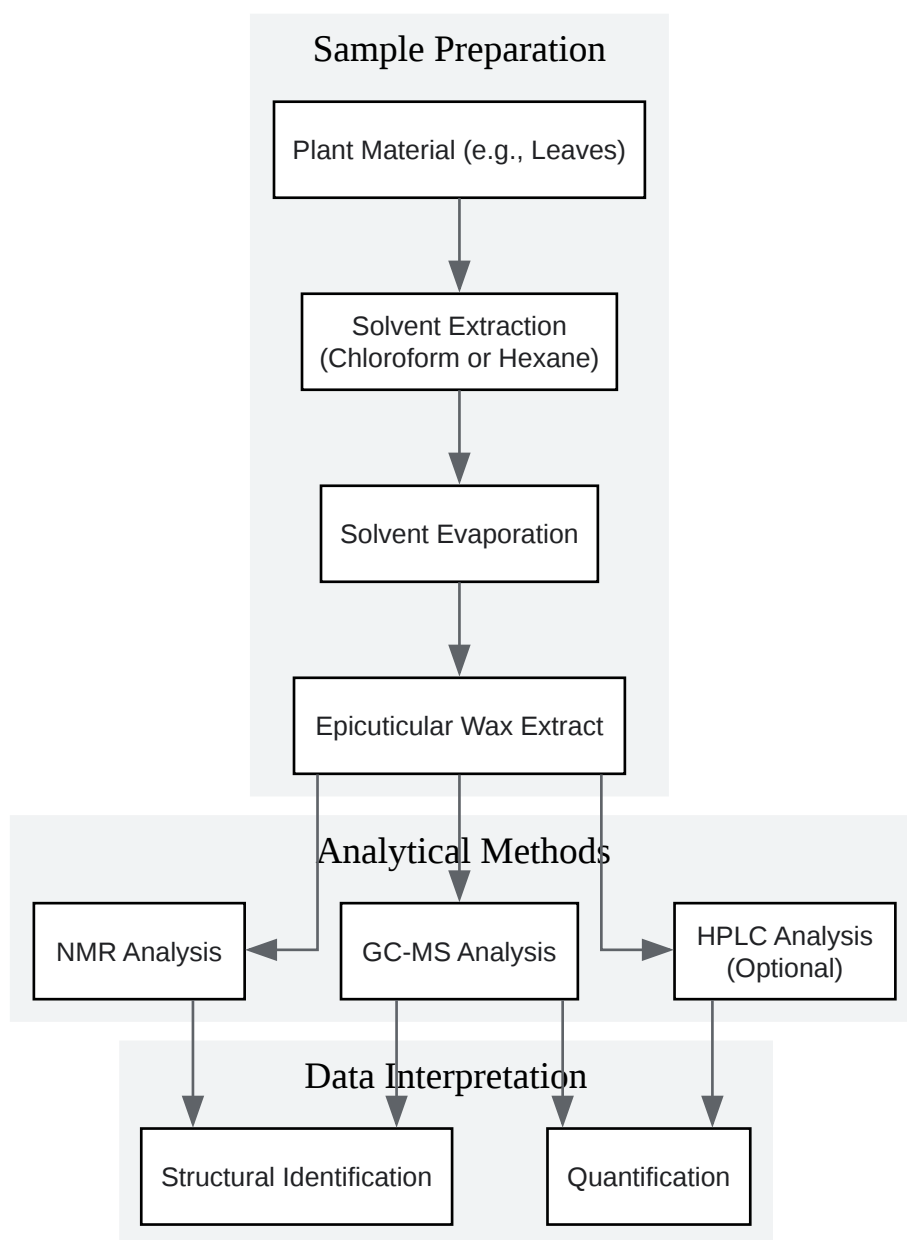 Sample Preparation
Plant Material (e.g., Leaves)
Solvent Extraction
(Chloroform or Hexane)
Solvent Evaporation
Epicuticular Wax Extract
Analytical Methods
NMR Analysis
GC-MS Analysis
HPLC Analysis
(Optional)
Data Interpretation
Structural Identification
Quantification